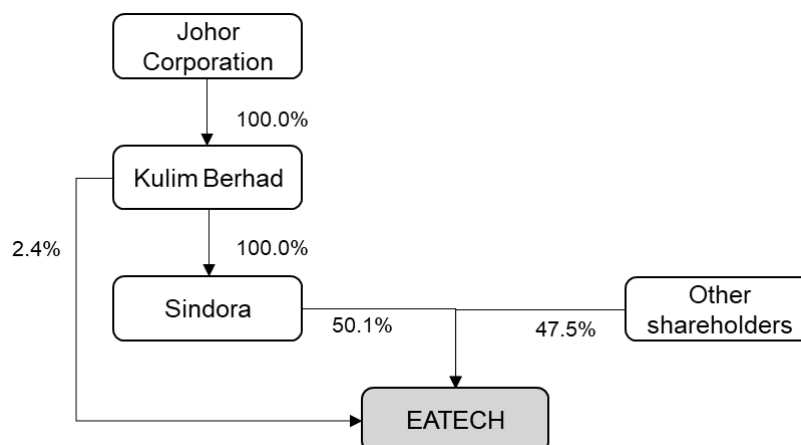 Johor
Corporation
100.0%
Kulim Berhad
2.4%
100.0%
Sindora
50.1%
47.5%
Other
shareholders
EATECH